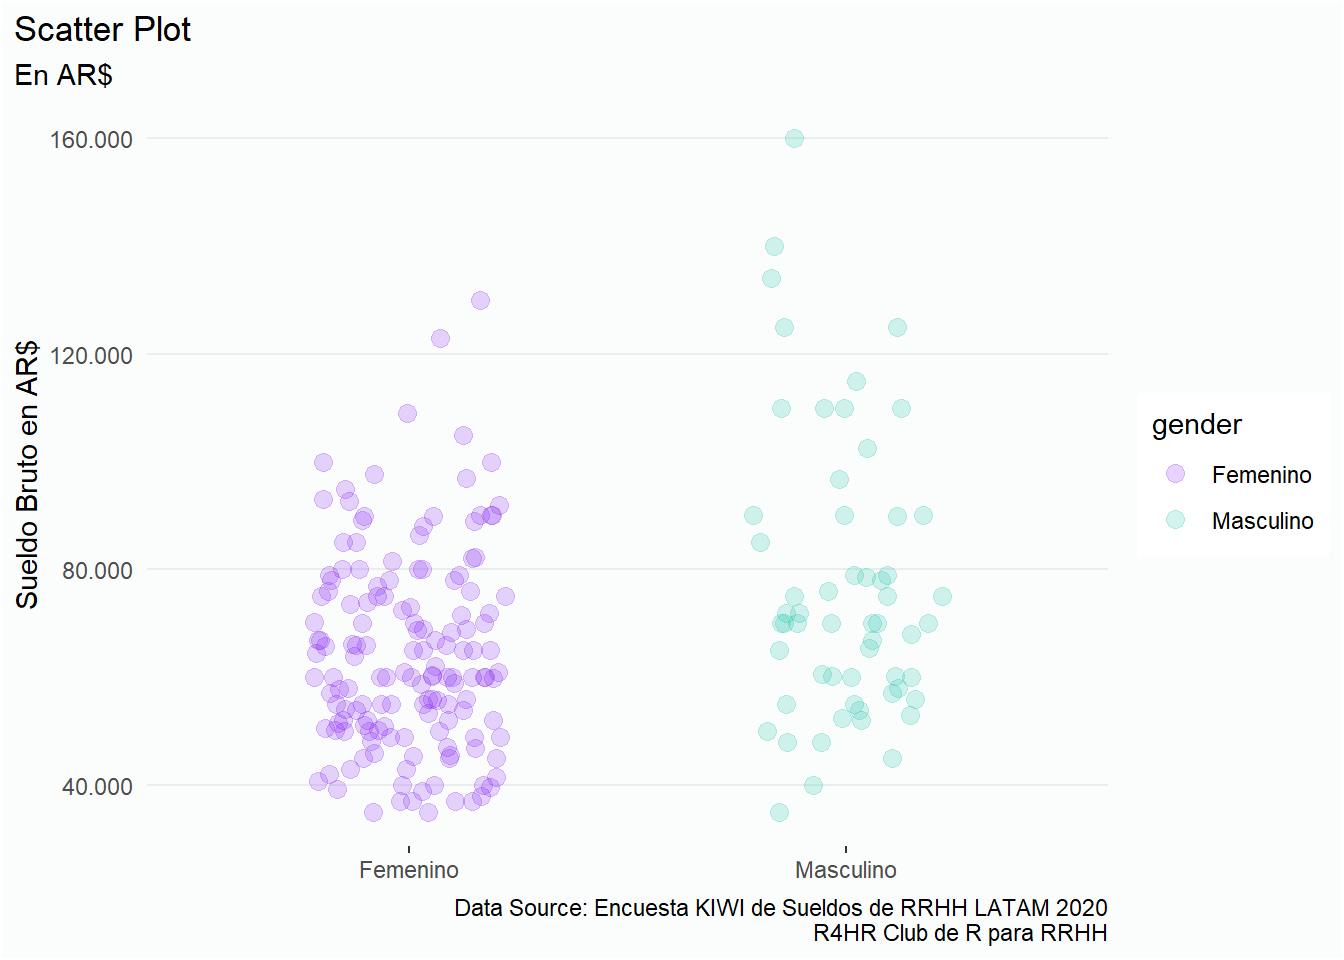 Scatter Plot
En AR$
Sueldo Bruto en AR$
160.000
120.000
80.000
40.000
Femenino
Masculino
gender
Femenino
Masculino
Data Source: Encuesta KIWI de Sueldos de RRHH LATAM 2020
R4HR Club de R para RRHH